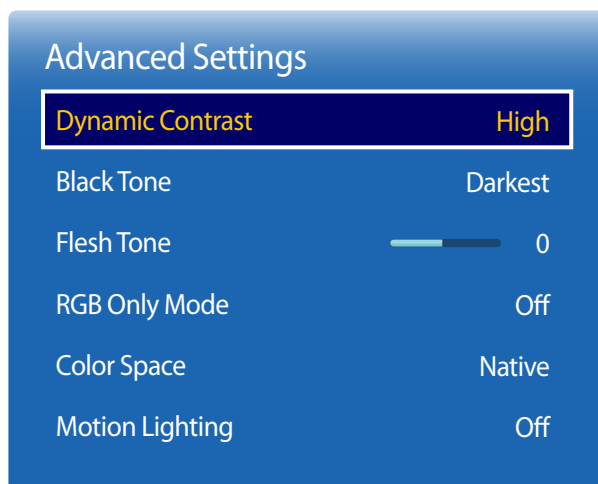 Advanced Settings
Dynamic Contrast High
Black Tone Darkest
Flesh Tone 0
RGB Only Mode Off
Color Space Native
Motion Lighting Off